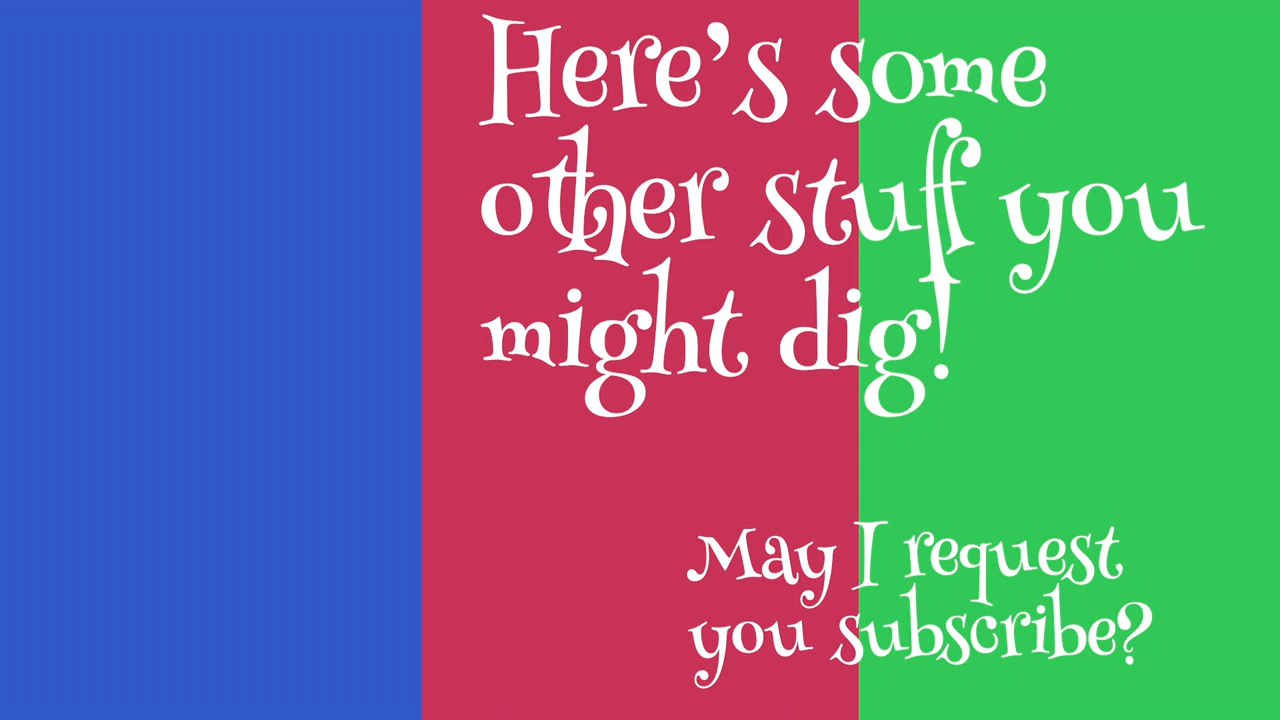 Here's some
other stuff you
might dig!
May I request
you subscribe?